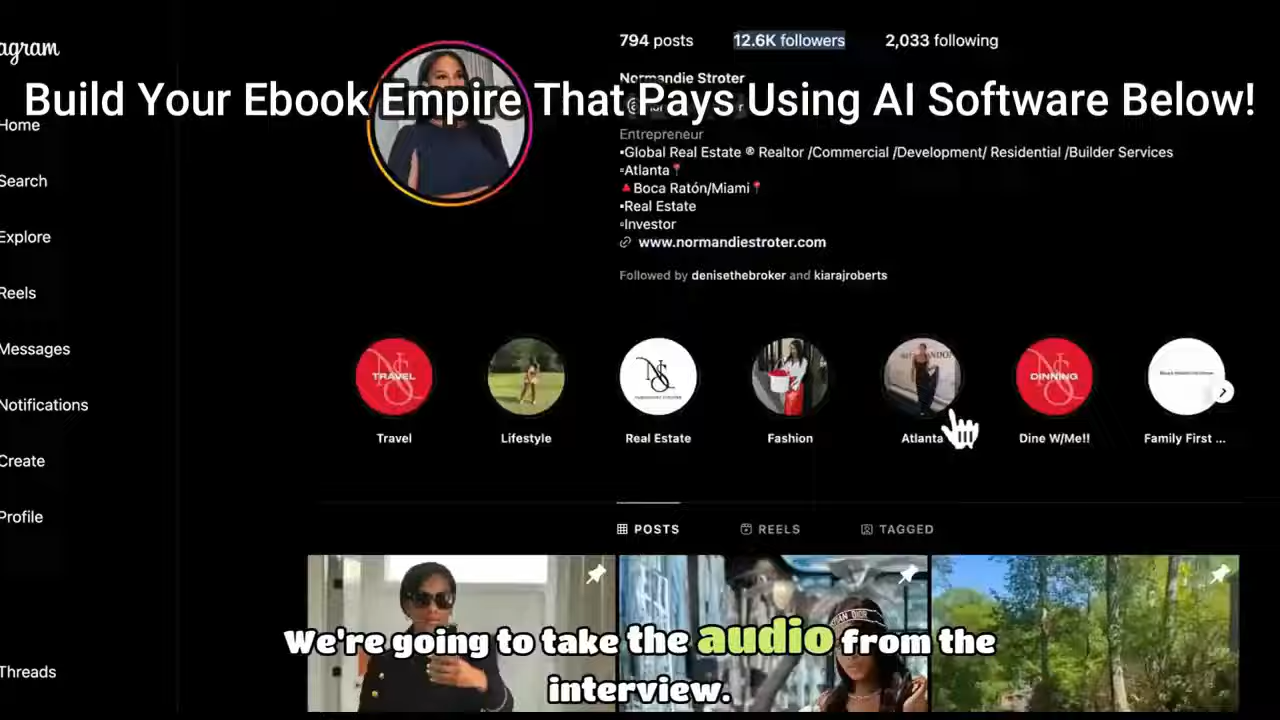 agram
794 posts 12.6K followers 2,033 following
Normandie Stroter
Build Your Ebook Empire That Pays Using AI Software Below!
Home
Entrepreneur
▪Global Real Estate ® Realtor /Commercial /Development/ Residential /Builder Services
▫Atlanta📍
🔺Boca Ratón/Miami📍
▪Real Estate
▫Investor
www.normandiestroter.com
Followed by denisethebroker and kiarajroberts
Search
Explore
Reels
Messages
Notifications
Create
Profile
Threads
TRAVEL
NS
DINNING
Travel
Lifestyle
Real Estate
Fashion
Atlanta
Dine W/Me!!
Family First ...
POSTS
REELS
TAGGED
We're going to take the audio from the
interview.